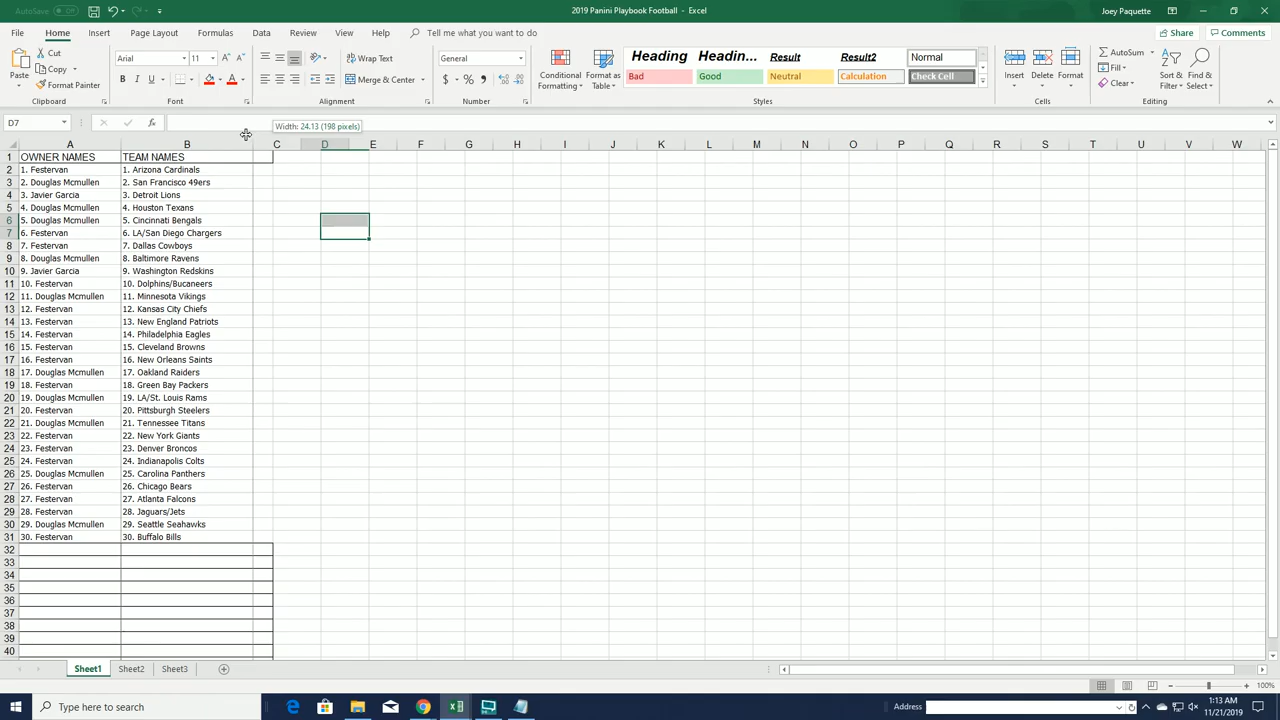 AutoSave Off
2019 Panini Playbook Football - Excel
Joey Paquette
File Home Insert Page Layout Formulas Data Review View Help Tell me what you want to do
Share Comments
Paste
Cut
Copy
Format Painter
Clipboard
Arial 11
B I U
Font
Wrap Text
Merge & Center
Alignment
General
$ % ,
Number
Conditional Formatting
Format as Table
Heading Headin... Result Result2 Normal
Bad Good Neutral Calculation Check Cell
Styles
Insert Delete Format
Cells
AutoSum
Fill
Clear
Sort & Filter
Find & Select
Editing
D7
fx
Width: 24.13 (198 pixels)
A B C D E F G H I J K L M N O P Q R S T U V W
1 OWNER NAMES TEAM NAMES
2 1. Festervan 1. Arizona Cardinals
3 2. Douglas Mcmullen 2. San Francisco 49ers
4 3. Javier Garcia 3. Detroit Lions
5 4. Douglas Mcmullen 4. Houston Texans
6 5. Douglas Mcmullen 5. Cincinnati Bengals
7 6. Festervan 6. LA/San Diego Chargers
8 7. Festervan 7. Dallas Cowboys
9 8. Douglas Mcmullen 8. Baltimore Ravens
10 9. Javier Garcia 9. Washington Redskins
11 10. Festervan 10. Dolphins/Bucaneers
12 11. Douglas Mcmullen 11. Minnesota Vikings
13 12. Festervan 12. Kansas City Chiefs
14 13. Festervan 13. New England Patriots
15 14. Festervan 14. Philadelphia Eagles
16 15. Festervan 15. Cleveland Browns
17 16. Festervan 16. New Orleans Saints
18 17. Douglas Mcmullen 17. Oakland Raiders
19 18. Festervan 18. Green Bay Packers
20 19. Douglas Mcmullen 19. LA/St. Louis Rams
21 20. Festervan 20. Pittsburgh Steelers
22 21. Douglas Mcmullen 21. Tennessee Titans
23 22. Festervan 22. New York Giants
24 23. Festervan 23. Denver Broncos
25 24. Festervan 24. Indianapolis Colts
26 25. Douglas Mcmullen 25. Carolina Panthers
27 26. Festervan 26. Chicago Bears
28 27. Festervan 27. Atlanta Falcons
29 28. Festervan 28. Jaguars/Jets
30 29. Douglas Mcmullen 29. Seattle Seahawks
31 30. Festervan 30. Buffalo Bills
32
33
34
35
36
37
38
39
40
Sheet1 Sheet2 Sheet3
100%
Type here to search
Address
1:13 AM
11/21/2019